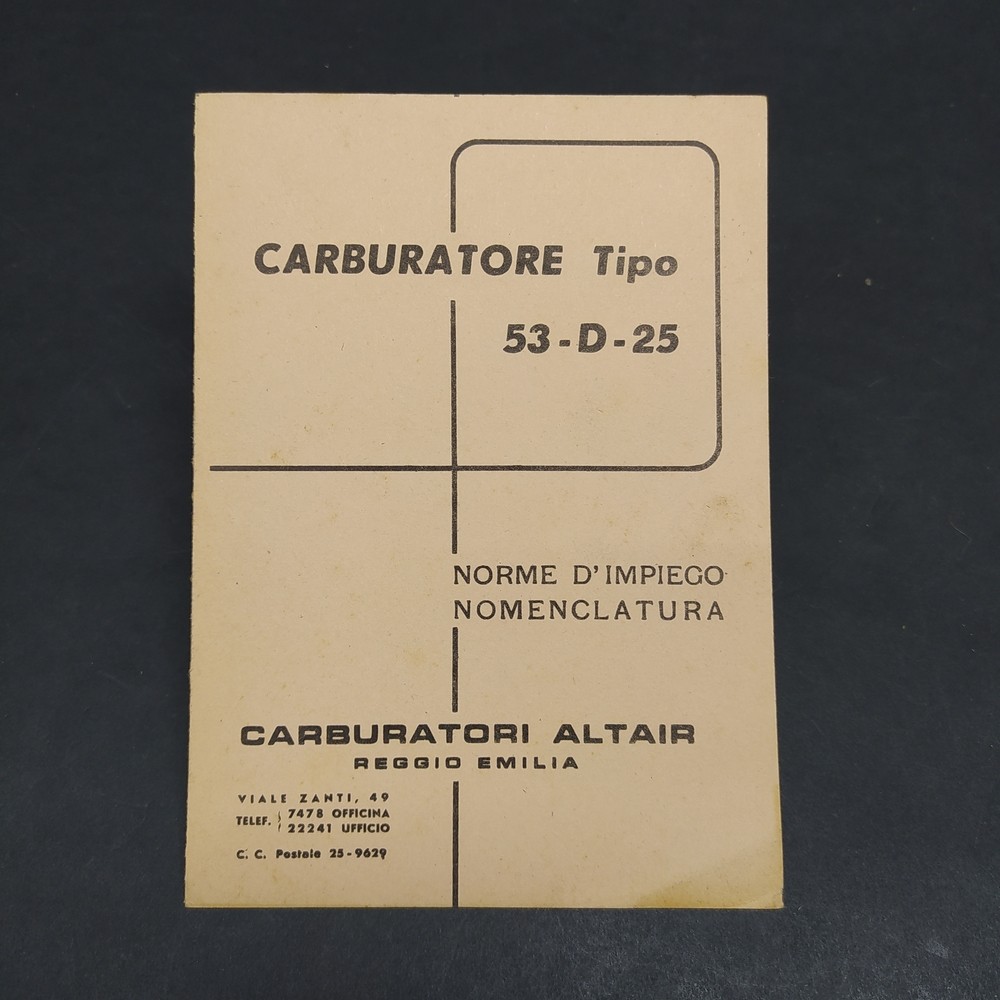 CARBURATORE Tipo
53-D-25
NORME D'IMPIEGO
NOMENCLATURA
CARBURATORI ALTAIR
REGGIO EMILIA
VIALE ZANTI, 49
TELEF. { 7478 OFFICINA
22241 UFFICIO
C. C. Postale 25-9629